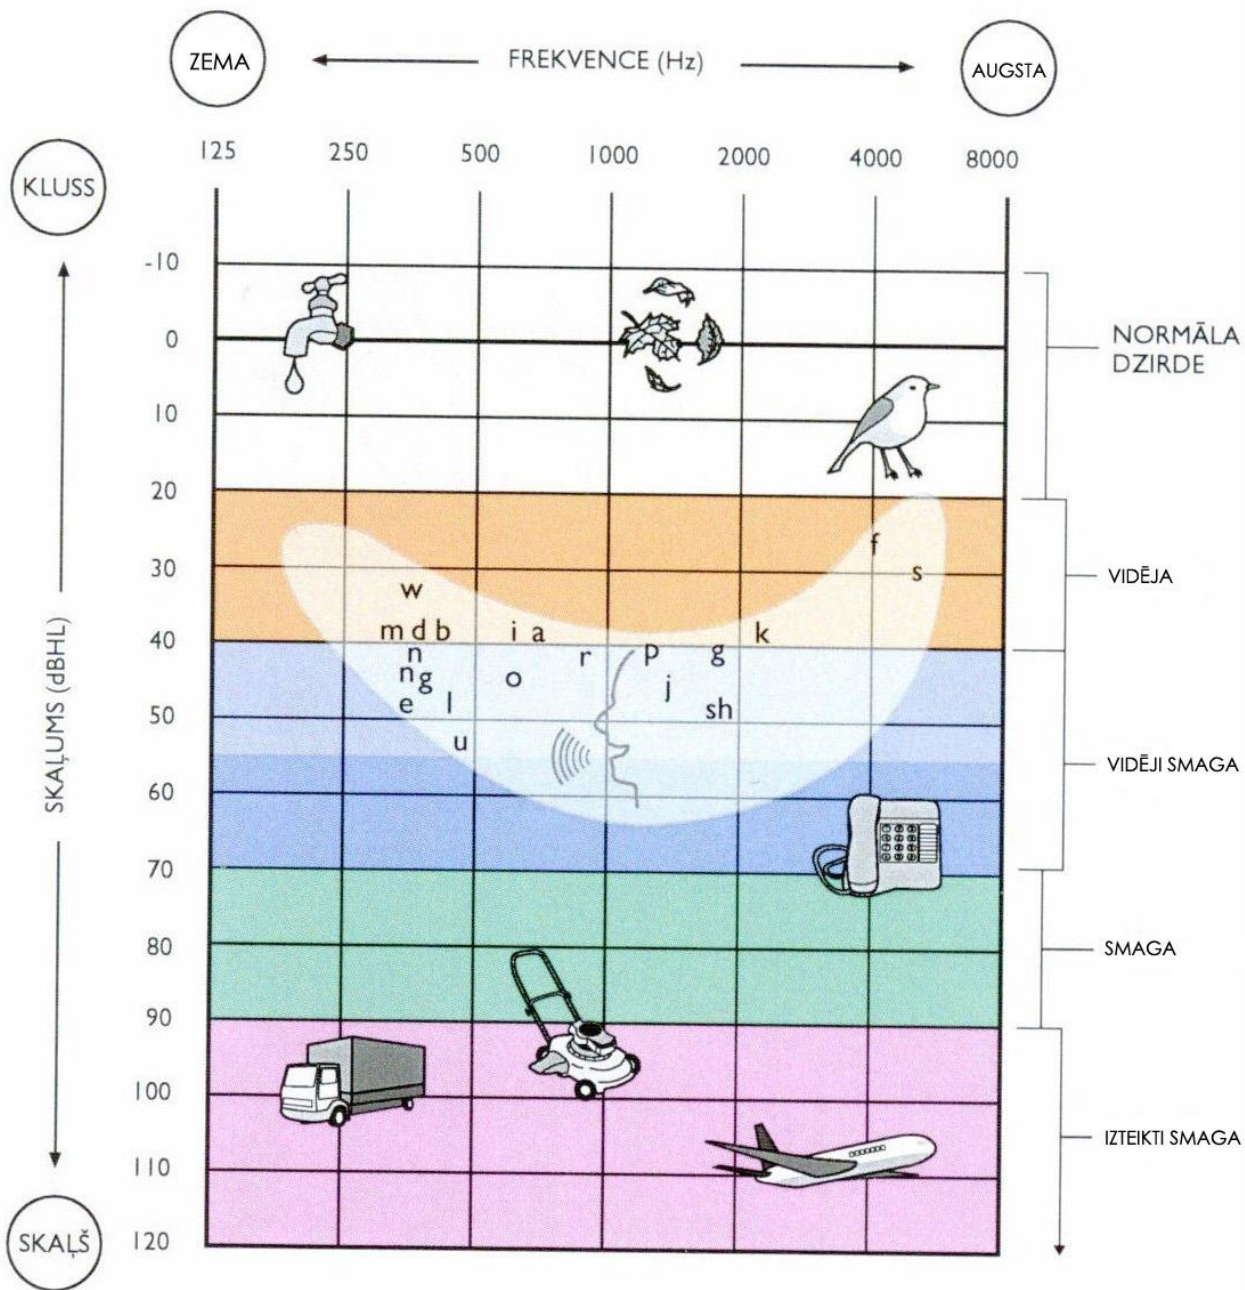 ZEMA
FREKVENCE (Hz)
AUGSTA
125 250 500 1000 2000 4000 8000
KLUSS
-10
0
NORMĀLA
DZIRDE
10
20
f
30
s
VIDĒJA
w
m d b i a k
40
n r p g
ng o j
e l sh
50
u
VIDĒJI SMAGA
60
70
80
SMAGA
90
100
IZTEIKTI SMAGA
110
120
SKAĻUMS (dBHL)
SKAĻŠ